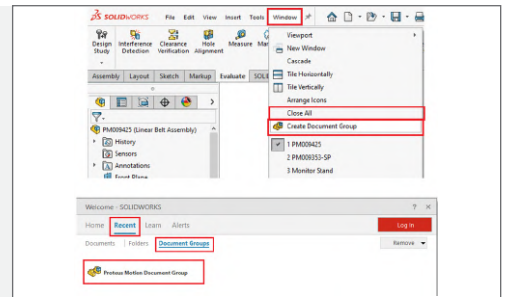 SOLIDWORKS File Edit View Insert Tools Window
Design Study
Interference Detection
Clearance Verification
Hole Alignment
Measure
Assembly Layout Sketch Markup Evaluate
PM009425 (Linear Belt Assembly)
History
Sensors
Annotations
Front Plane
Viewport
New Window
Cascade
Tile Horizontally
Tile Vertically
Arrange Icons
Close All
Create Document Group
1 PM009425
2 PM009353-SP
3 Monitor Stand
Welcome - SOLIDWORKS ? ×
Home Recent Learn Alerts Log In
Documents | Folders Document Groups Remove
Proteus Motion Document Group